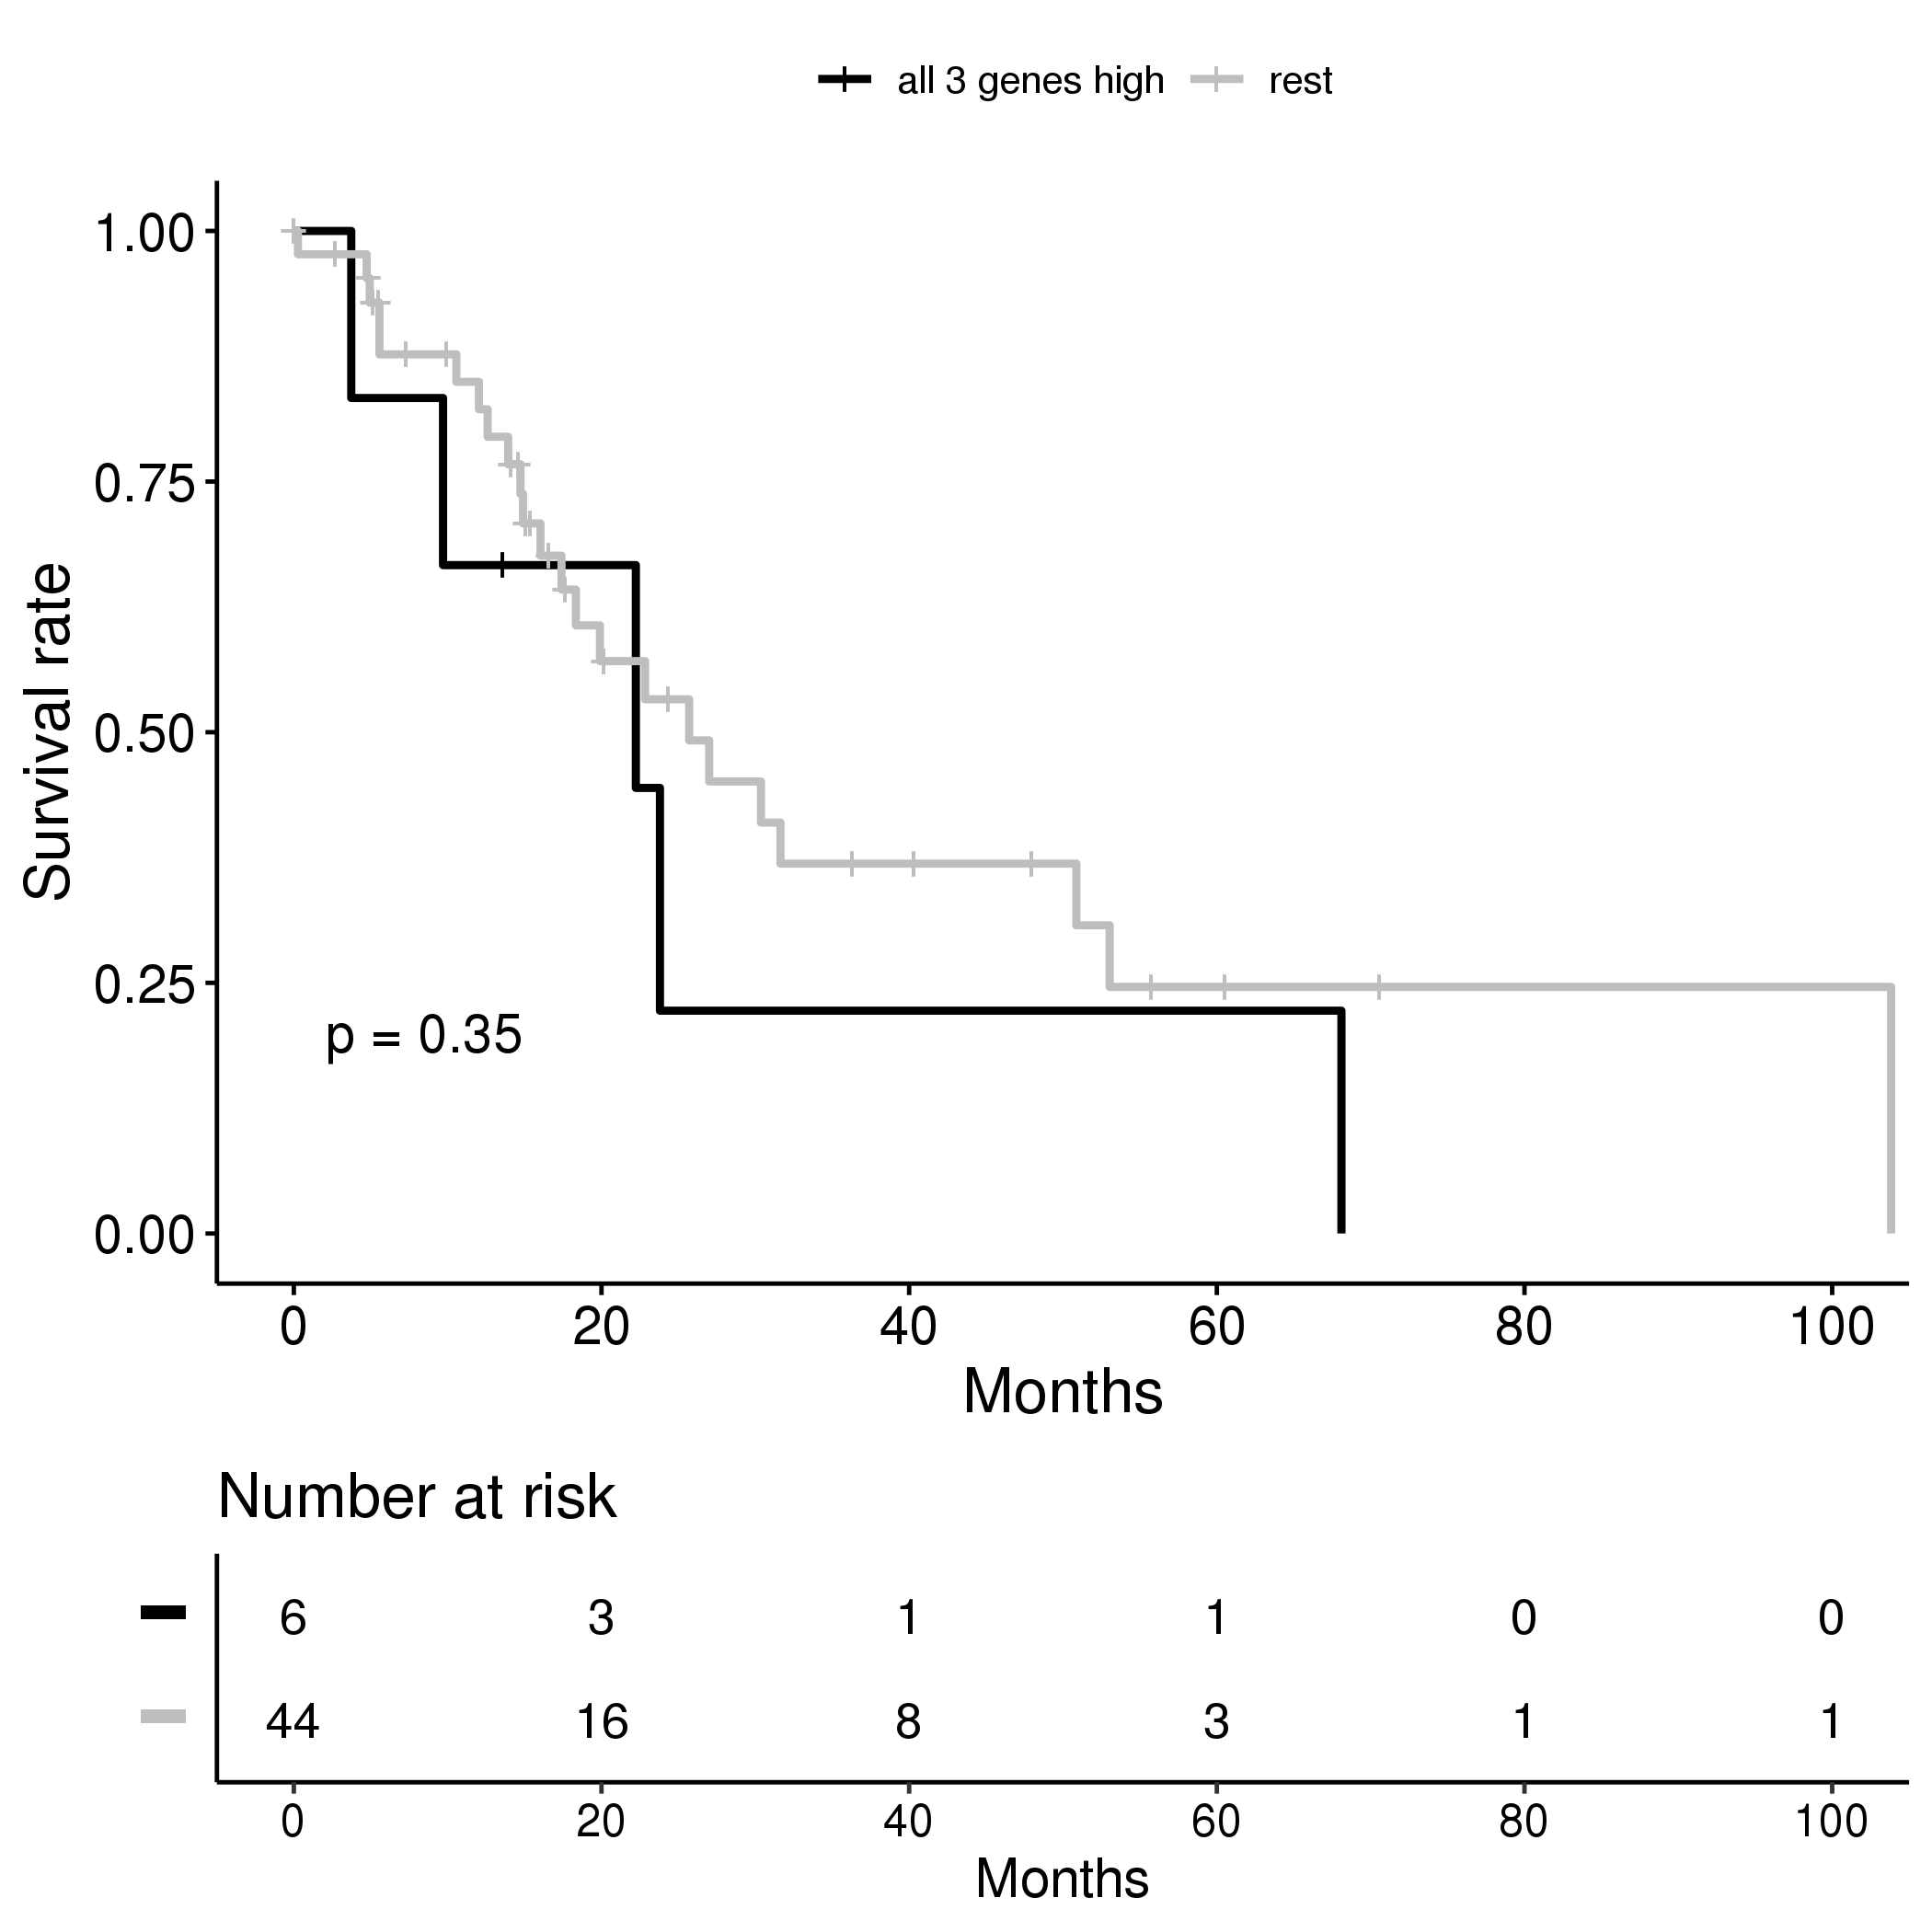 all 3 genes high rest
1.00
0.75
0.50
0.25
0.00
Survival rate
p = 0.35
0 20 40 60 80 100
Months
Number at risk
6 3 1 1 0 0
44 16 8 3 1 1
0 20 40 60 80 100
Months